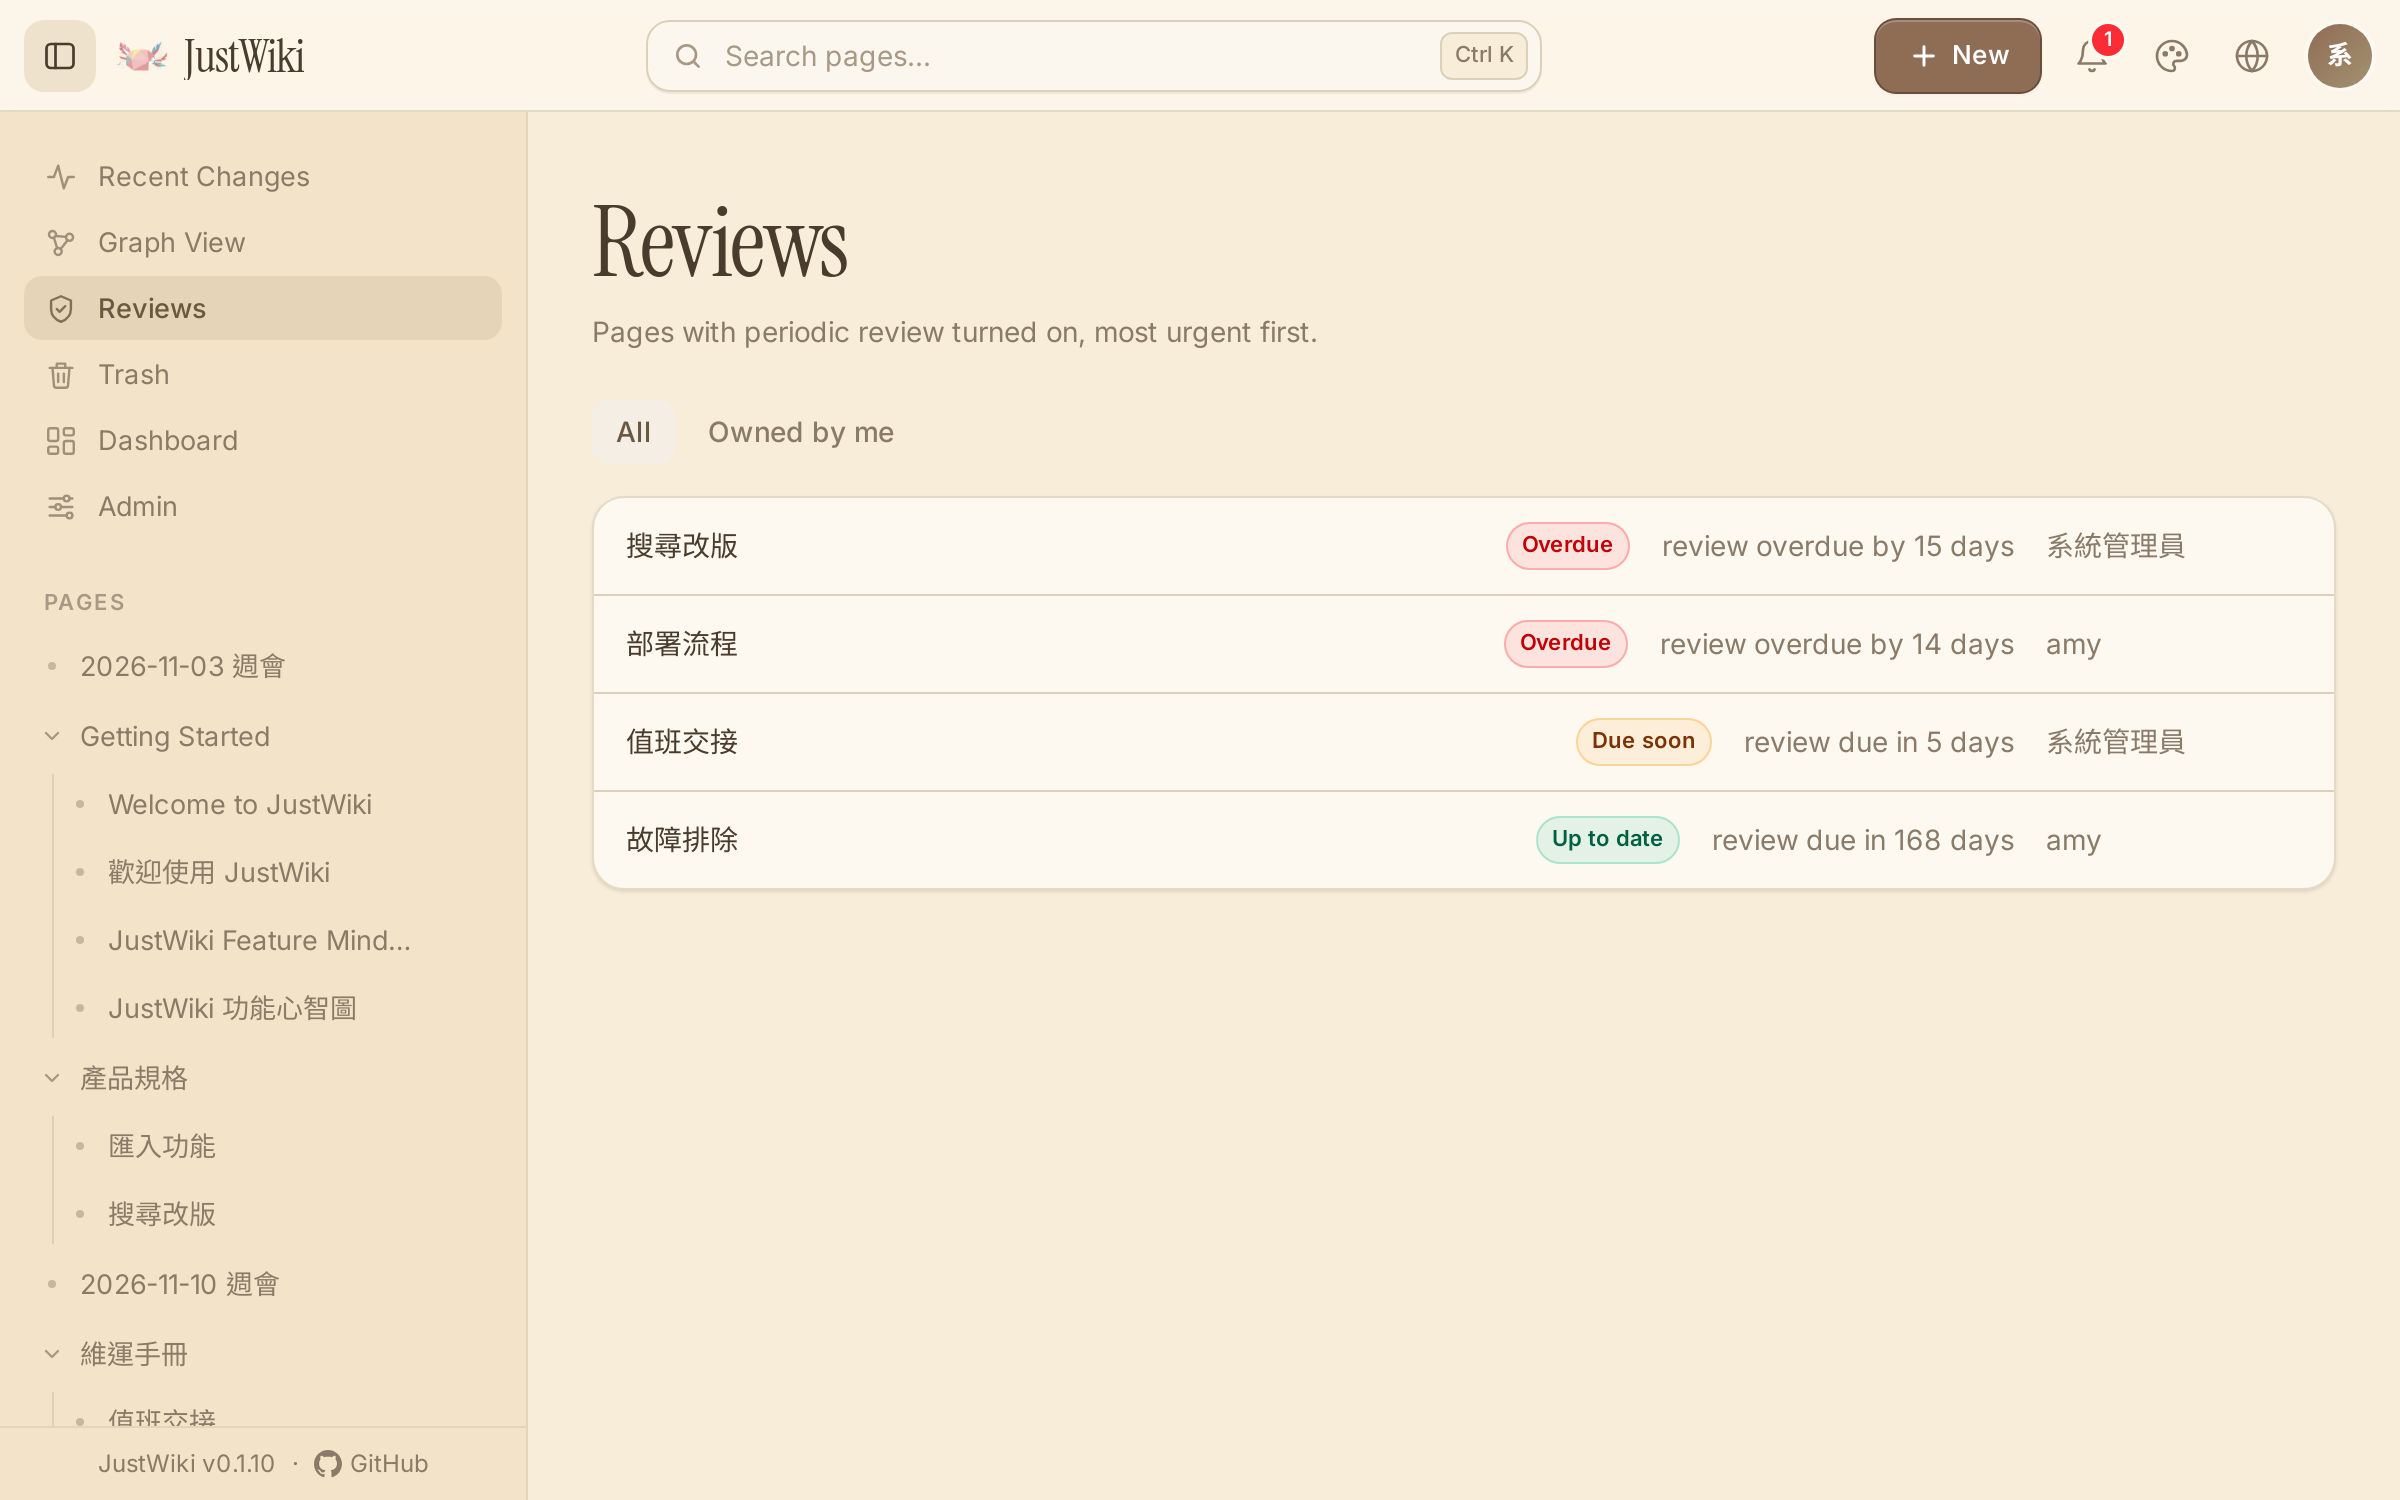 JustWiki
Search pages...
Ctrl K
New
1
系
Recent Changes
Graph View
Reviews
Trash
Dashboard
Admin
PAGES
2026-11-03 週會
Getting Started
Welcome to JustWiki
歡迎使用 JustWiki
JustWiki Feature Mind...
JustWiki 功能心智圖
產品規格
匯入功能
搜尋改版
2026-11-10 週會
維運手冊
值班交接
JustWiki v0.1.10 · GitHub
Reviews
Pages with periodic review turned on, most urgent first.
All Owned by me
搜尋改版 Overdue review overdue by 15 days 系統管理員
部署流程 Overdue review overdue by 14 days amy
值班交接 Due soon review due in 5 days 系統管理員
故障排除 Up to date review due in 168 days amy